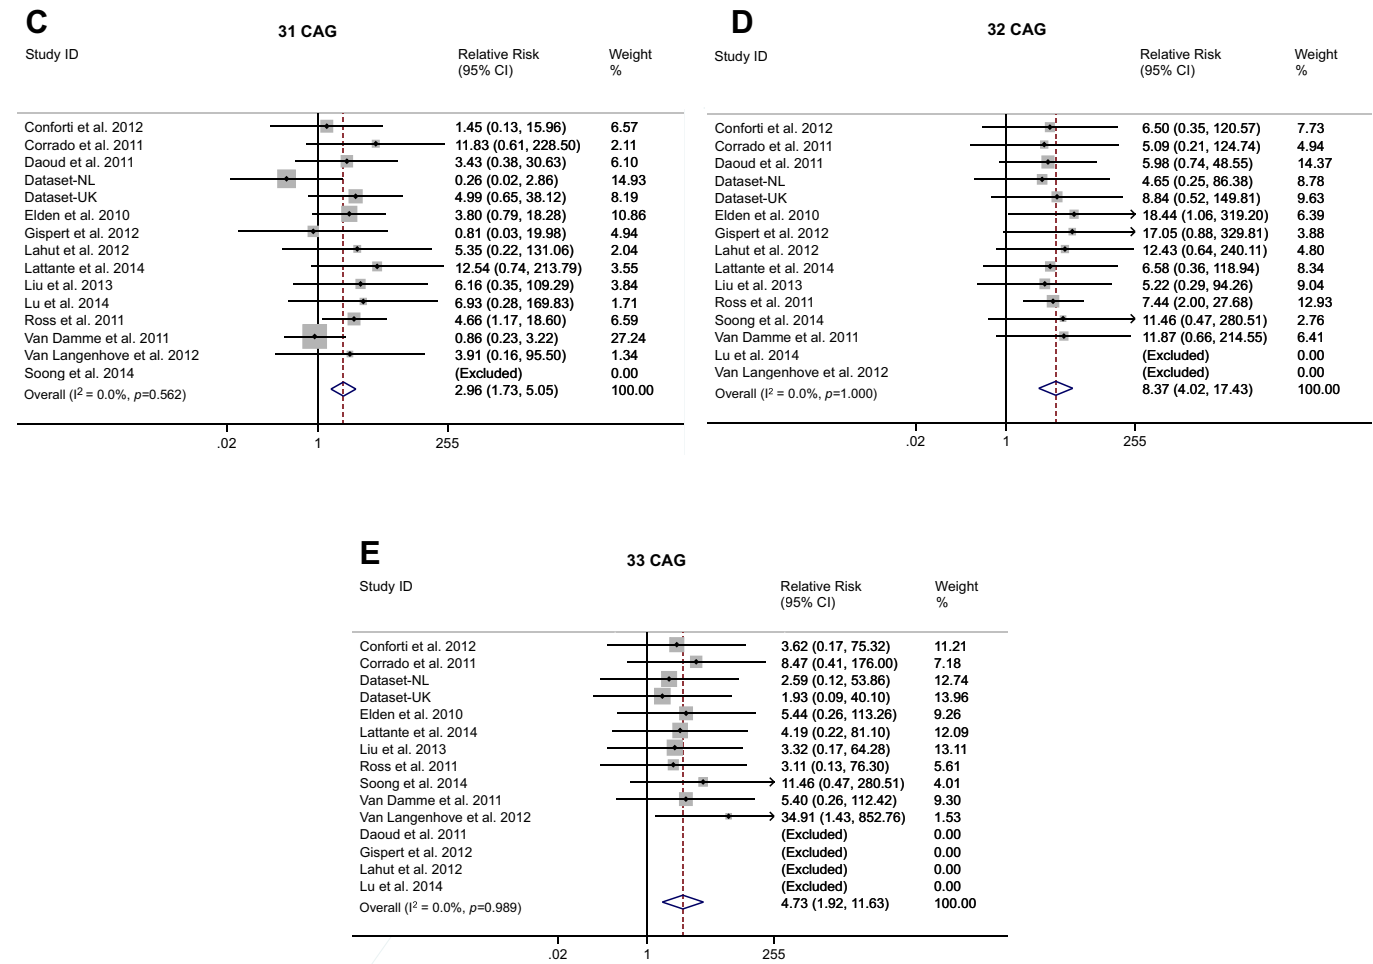 C
31 CAG
Study ID Relative Risk (95% CI) Weight %
Conforti et al. 2012 1.45 (0.13, 15.96) 6.57
Corrado et al. 2011 11.83 (0.61, 228.50) 2.11
Daoud et al. 2011 3.43 (0.38, 30.63) 6.10
Dataset-NL 0.26 (0.02, 2.86) 14.93
Dataset-UK 4.99 (0.65, 38.12) 8.19
Elden et al. 2010 3.80 (0.79, 18.28) 10.86
Gispert et al. 2012 0.81 (0.03, 19.98) 4.94
Lahut et al. 2012 5.35 (0.22, 131.06) 2.04
Lattante et al. 2014 12.54 (0.74, 213.79) 3.55
Liu et al. 2013 6.16 (0.35, 109.29) 3.84
Lu et al. 2014 6.93 (0.28, 169.83) 1.71
Ross et al. 2011 4.66 (1.17, 18.60) 6.59
Van Damme et al. 2011 0.86 (0.23, 3.22) 27.24
Van Langenhove et al. 2012 3.91 (0.16, 95.50) 1.34
Soong et al. 2014 (Excluded) 0.00
Overall (I² = 0.0%, p=0.562) 2.96 (1.73, 5.05) 100.00
.02 1 255
D
32 CAG
Study ID Relative Risk (95% CI) Weight %
Conforti et al. 2012 6.50 (0.35, 120.57) 7.73
Corrado et al. 2011 5.09 (0.21, 124.74) 4.94
Daoud et al. 2011 5.98 (0.74, 48.55) 14.37
Dataset-NL 4.65 (0.25, 86.38) 8.78
Dataset-UK 8.84 (0.52, 149.81) 9.63
Elden et al. 2010 18.44 (1.06, 319.20) 6.39
Gispert et al. 2012 17.05 (0.88, 329.81) 3.88
Lahut et al. 2012 12.43 (0.64, 240.11) 4.80
Lattante et al. 2014 6.58 (0.36, 118.94) 8.34
Liu et al. 2013 5.22 (0.29, 94.26) 9.04
Ross et al. 2011 7.44 (2.00, 27.68) 12.93
Soong et al. 2014 11.46 (0.47, 280.51) 2.76
Van Damme et al. 2011 11.87 (0.66, 214.55) 6.41
Lu et al. 2014 (Excluded) 0.00
Van Langenhove et al. 2012 (Excluded) 0.00
Overall (I² = 0.0%, p=1.000) 8.37 (4.02, 17.43) 100.00
.02 1 255
E
33 CAG
Study ID Relative Risk (95% CI) Weight %
Conforti et al. 2012 3.62 (0.17, 75.32) 11.21
Corrado et al. 2011 8.47 (0.41, 176.00) 7.18
Dataset-NL 2.59 (0.12, 53.86) 12.74
Dataset-UK 1.93 (0.09, 40.10) 13.96
Elden et al. 2010 5.44 (0.26, 113.26) 9.26
Lattante et al. 2014 4.19 (0.22, 81.10) 12.09
Liu et al. 2013 3.32 (0.17, 64.28) 13.11
Ross et al. 2011 3.11 (0.13, 76.30) 5.61
Soong et al. 2014 11.46 (0.47, 280.51) 4.01
Van Damme et al. 2011 5.40 (0.26, 112.42) 9.30
Van Langenhove et al. 2012 34.91 (1.43, 852.76) 1.53
Daoud et al. 2011 (Excluded) 0.00
Gispert et al. 2012 (Excluded) 0.00
Lahut et al. 2012 (Excluded) 0.00
Lu et al. 2014 (Excluded) 0.00
Overall (I² = 0.0%, p=0.989) 4.73 (1.92, 11.63) 100.00
.02 1 255